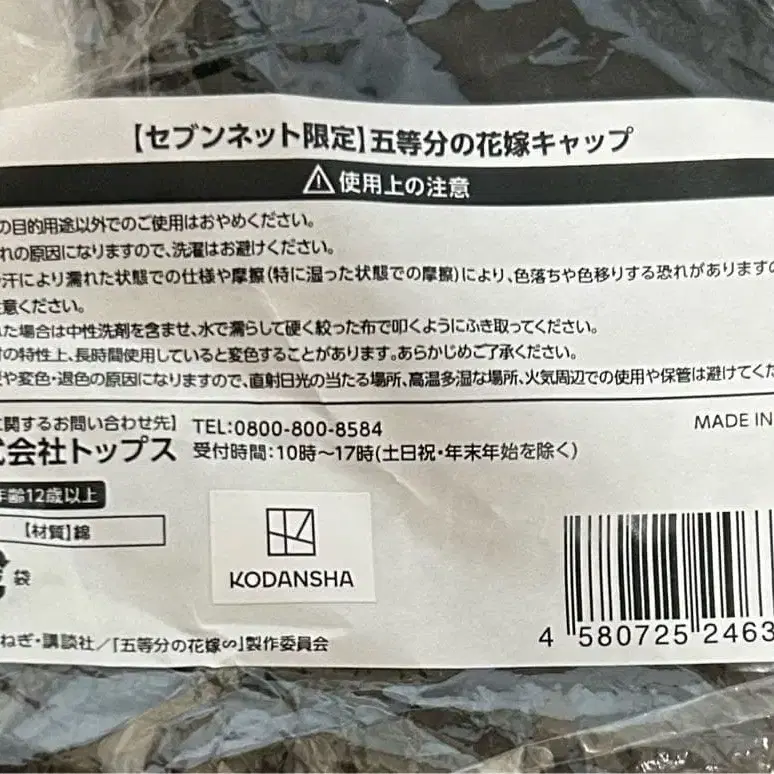 【セブンネット限定】五等分の花嫁キャップ
⚠使用上の注意
の目的用途以外でのご使用はおやめください。
れの原因になりますので、洗濯はお避けください。
汗により濡れた状態での仕様や摩擦(特に湿った状態での摩擦)により、色落ちや色移りする恐れがありますの
意ください。
た場合は中性洗剤を含ませ、水で濡らして硬く絞った布で叩くようにふき取ってください。
の特性上、長時間使用していると変色することがあります。あらかじめご了承ください。
や変色・退色の原因になりますので、直射日光の当たる場所、高温多湿な場所、火気周辺での使用や保管は避けてくだ
に関するお問い合わせ先】 TEL:0800-800-8584
式会社トップス 受付時間:10時〜17時(土日祝・年末年始を除く)
MADE IN
年齢12歳以上
【材質】綿
袋
KODANSHA
ねぎ・講談社/「五等分の花嫁∽」製作委員会
4 580725 2463